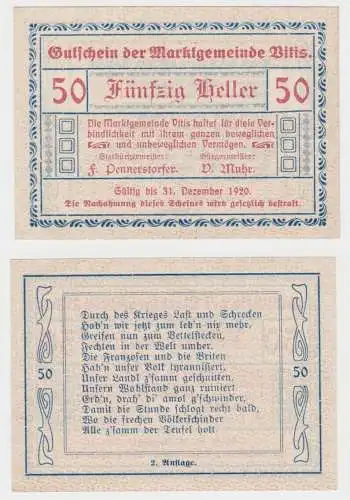 Gutschein der Marktgemeinde Vitis.
50 Fünfzig Heller 50
Die Marktgemeinde Vitis haftet für diese Ver-
bindlichkeit mit ihrem ganzen beweglichen
und unbeweglichen Vermögen.
Vizebürgermeister: Bürgermeister:
F. Pennerstorfer. D. Muhr.
Gültig bis 31. Dezember 1920.
Die Nachahmung dieses Scheines wird gesetzlich bestraft.
Durch des Krieges Last und Schrecken
Hab'n wir jetzt zum leb'n nir mehr,
Greifen nun zum Bettelstecken,
Fechten in der Welt umher.
Die Franzosen und die Briten
Hab'n unser Volk tyrannisiert,
Unser Landl z'samm geschnitten,
Unsern Wohlstand ganz ruiniert
50 50
Erd'n, drah' di' amol g'schwinder,
Damit die Stunde schlogt recht bald,
Wo die frechen Völkerschinder
Alle z'samm der Teufel holt
2. Auflage.